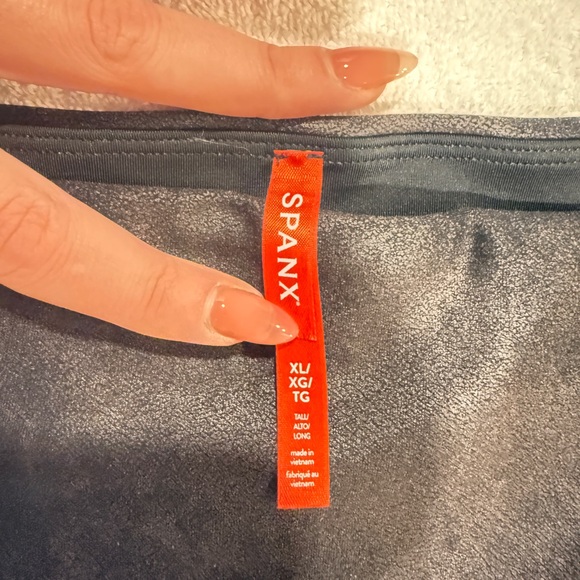 SPANX®
XL/
XG/
TG
TALL/
ALTO/
LONG
made in
vietnam
fabriqué au
vietnam